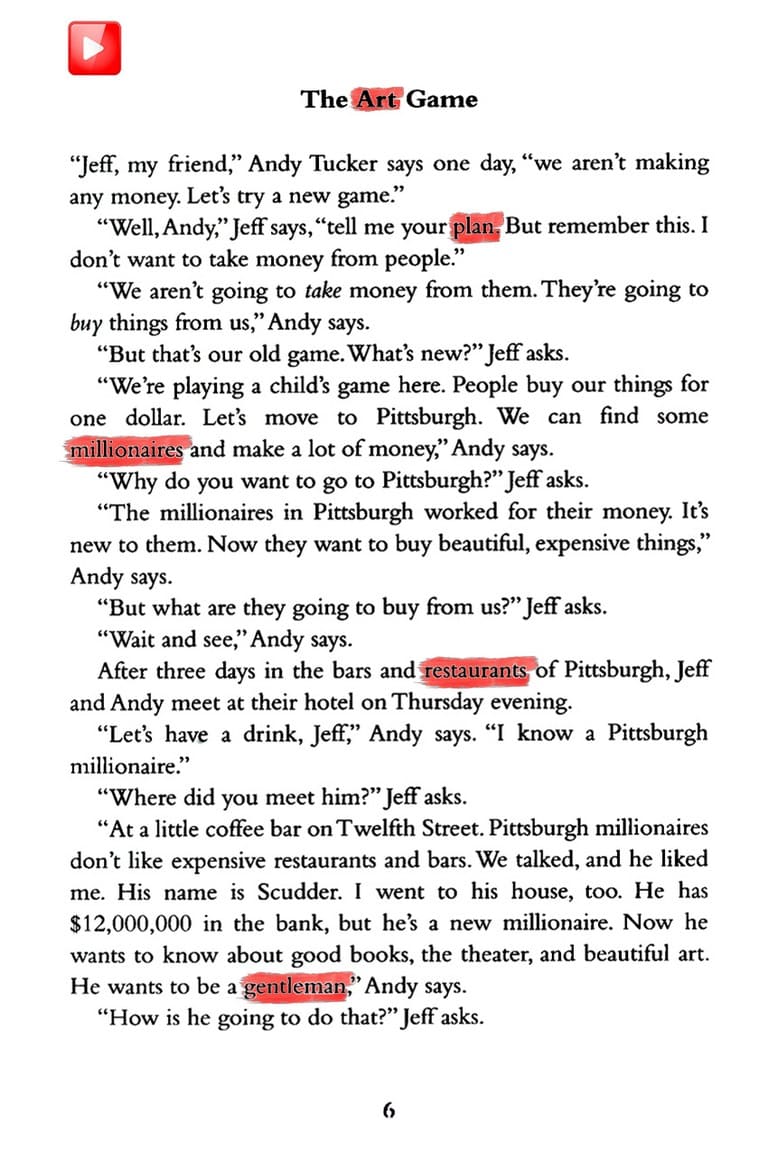 The Art Game
“Jeff, my friend,” Andy Tucker says one day, “we aren’t making
any money. Let’s try a new game.”
“Well, Andy,” Jeff says, “tell me your plan. But remember this. I
don’t want to take money from people.”
“We aren’t going to take money from them. They’re going to
buy things from us,” Andy says.
“But that’s our old game. What’s new?” Jeff asks.
“We’re playing a child’s game here. People buy our things for
one dollar. Let’s move to Pittsburgh. We can find some
millionaires and make a lot of money,” Andy says.
“Why do you want to go to Pittsburgh?” Jeff asks.
“The millionaires in Pittsburgh worked for their money. It’s
new to them. Now they want to buy beautiful, expensive things,”
Andy says.
“But what are they going to buy from us?” Jeff asks.
“Wait and see,” Andy says.
After three days in the bars and restaurants of Pittsburgh, Jeff
and Andy meet at their hotel on Thursday evening.
“Let’s have a drink, Jeff,” Andy says. “I know a Pittsburgh
millionaire.”
“Where did you meet him?” Jeff asks.
“At a little coffee bar on Twelfth Street. Pittsburgh millionaires
don’t like expensive restaurants and bars. We talked, and he liked
me. His name is Scudder. I went to his house, too. He has
$12,000,000 in the bank, but he’s a new millionaire. Now he
wants to know about good books, the theater, and beautiful art.
He wants to be a gentleman,” Andy says.
“How is he going to do that?” Jeff asks.
6